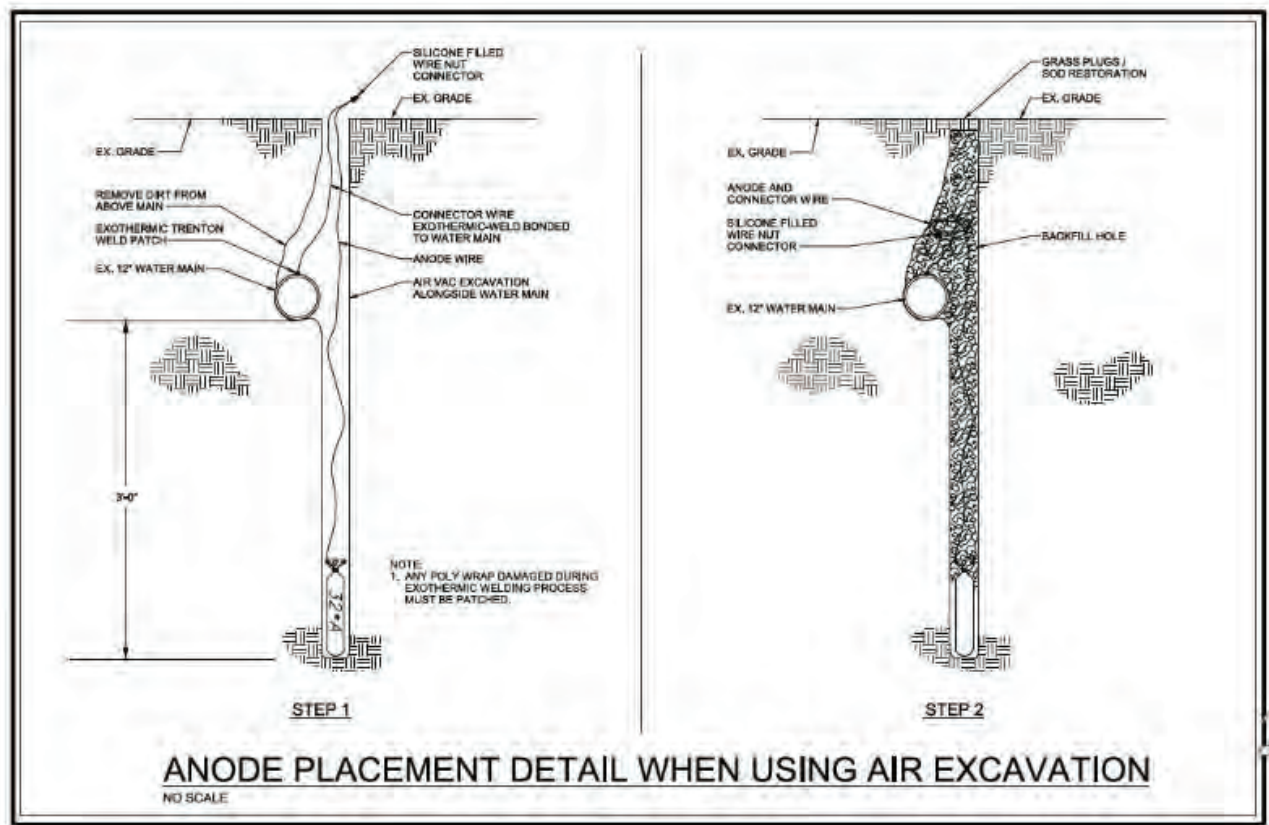 SILICONE FILLED
WIRE NUT
CONNECTOR
EX. GRADE
EX. GRADE
REMOVE DIRT FROM
ABOVE MAIN
EXOTHERMIC TRENTON
WELD PATCH
EX. 12" WATER MAIN
CONNECTOR WIRE
EXOTHERMIC-WELD BONDED
TO WATER MAIN
ANODE WIRE
AIR VAC EXCAVATION
ALONGSIDE WATER MAIN
3'-0"
NOTE:
1. ANY POLY WRAP DAMAGED DURING
EXOTHERMIC WELDING PROCESS
MUST BE PATCHED.
32#A
STEP 1
GRASS PLUGS /
SOD RESTORATION
EX. GRADE
EX. GRADE
ANODE AND
CONNECTOR WIRE
SILICONE FILLED
WIRE NUT
CONNECTOR
BACKFILL HOLE
EX. 12" WATER MAIN
STEP 2
ANODE PLACEMENT DETAIL WHEN USING AIR EXCAVATION
NO SCALE